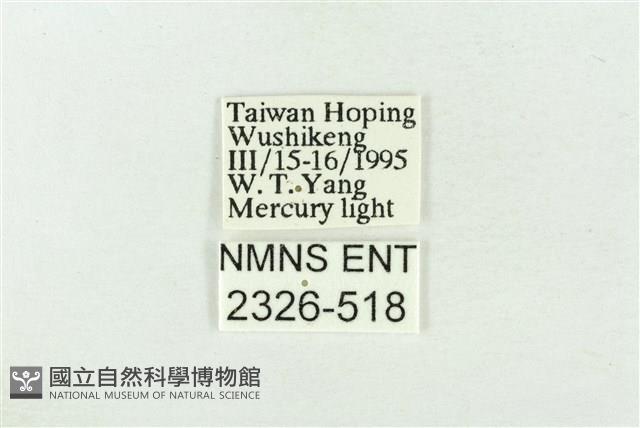 Taiwan Hoping
Wushikeng
III/15-16/1995
W. T. Yang
Mercury light
NMNS ENT
2326-518
國立自然科學博物館
NATIONAL MUSEUM OF NATURAL SCIENCE